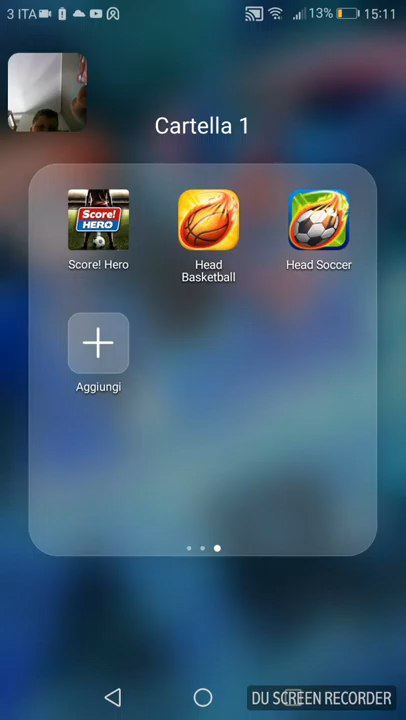 3 ITA 13% 15:11
Cartella 1
Score!
HERO
Score! Hero
Head
Basketball
Head Soccer
Aggiungi
DU SCREEN RECORDER